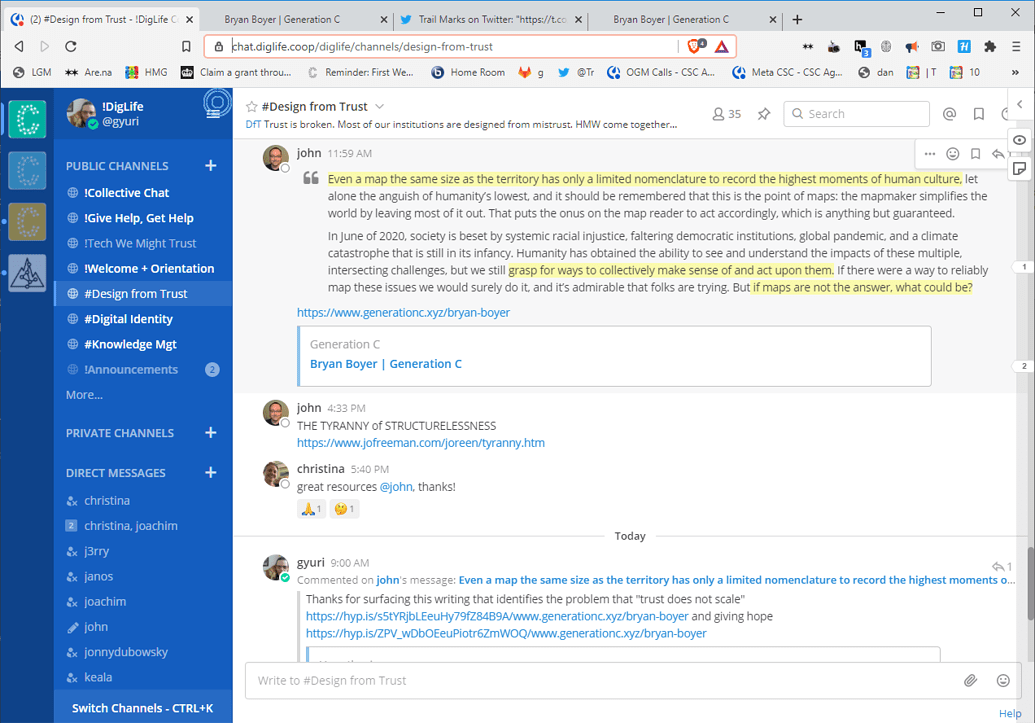 (2) #Design from Trust - !DigLife C
Bryan Boyer | Generation C
Trail Marks on Twitter: "https://t.co
Bryan Boyer | Generation C
chat.diglife.coop/diglife/channels/design-from-trust
4
3
LGM
Are.na
HMG
Claim a grant throu...
Reminder: First We...
Home Room
g
@Tr
OGM Calls - CSC A...
Meta CSC - CSC Ag...
dan
| T
10
»
!DigLife
@gyuri
PUBLIC CHANNELS
!Collective Chat
!Give Help, Get Help
!Tech We Might Trust
!Welcome + Orientation
#Design from Trust
#Digital Identity
#Knowledge Mgt
!Announcements 2
More...
PRIVATE CHANNELS
DIRECT MESSAGES
christina
2 christina, joachim
j3rry
janos
joachim
john
jonnydubowsky
keala
Switch Channels - CTRL+K
#Design from Trust
DfT Trust is broken. Most of our institutions are designed from mistrust. HMW come together...
35
Search
john 11:59 AM
Even a map the same size as the territory has only a limited nomenclature to record the highest moments of human culture, let
alone the anguish of humanity's lowest, and it should be remembered that this is the point of maps: the mapmaker simplifies the
world by leaving most of it out. That puts the onus on the map reader to act accordingly, which is anything but guaranteed.
In June of 2020, society is beset by systemic racial injustice, faltering democratic institutions, global pandemic, and a climate
catastrophe that is still in its infancy. Humanity has obtained the ability to see and understand the impacts of these multiple,
intersecting challenges, but we still grasp for ways to collectively make sense of and act upon them. If there were a way to reliably
map these issues we would surely do it, and it's admirable that folks are trying. But if maps are not the answer, what could be?
https://www.generationc.xyz/bryan-boyer
Generation C
Bryan Boyer | Generation C
1
2
john 4:33 PM
THE TYRANNY of STRUCTURELESSNESS
https://www.jofreeman.com/joreen/tyranny.htm
christina 5:40 PM
great resources @john, thanks!
1 1
Today
gyuri 9:00 AM
1
Commented on john's message: Even a map the same size as the territory has only a limited nomenclature to record the highest moments o...
Thanks for surfacing this writing that identifies the problem that "trust does not scale"
https://hyp.is/s5tYRjbLEeuHy79fZ84B9A/www.generationc.xyz/bryan-boyer and giving hope
https://hyp.is/ZPV_wDbOEeuPiotr6ZmWOQ/www.generationc.xyz/bryan-boyer
Write to #Design from Trust
Help